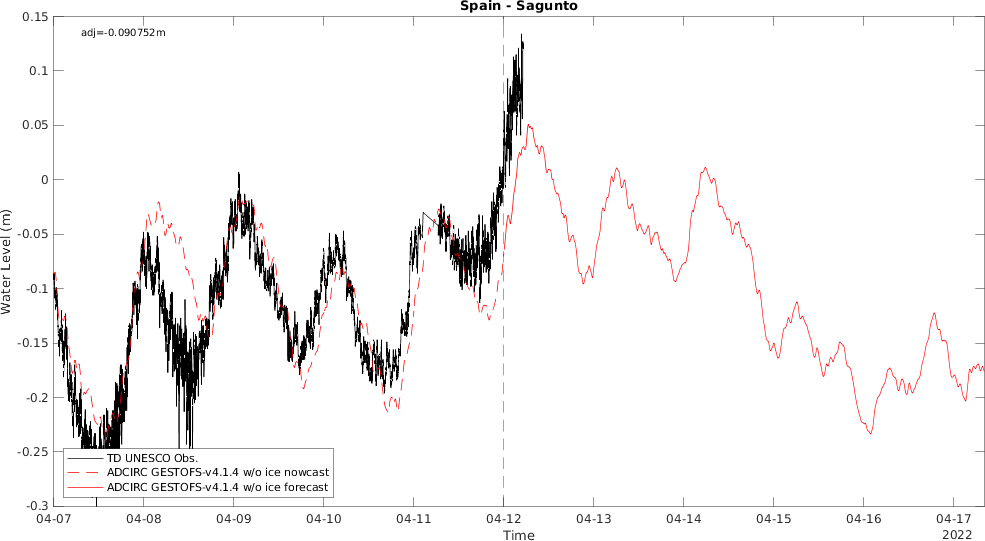 Spain - Sagunto
adj=-0.090752m
0.15
0.1
0.05
0
-0.05
-0.1
-0.15
-0.2
-0.25
-0.3
Water Level (m)
TD UNESCO Obs.
ADCIRC GESTOFS-v4.1.4 w/o ice nowcast
ADCIRC GESTOFS-v4.1.4 w/o ice forecast
04-07 04-08 04-09 04-10 04-11 04-12 04-13 04-14 04-15 04-16 04-17
Time
2022